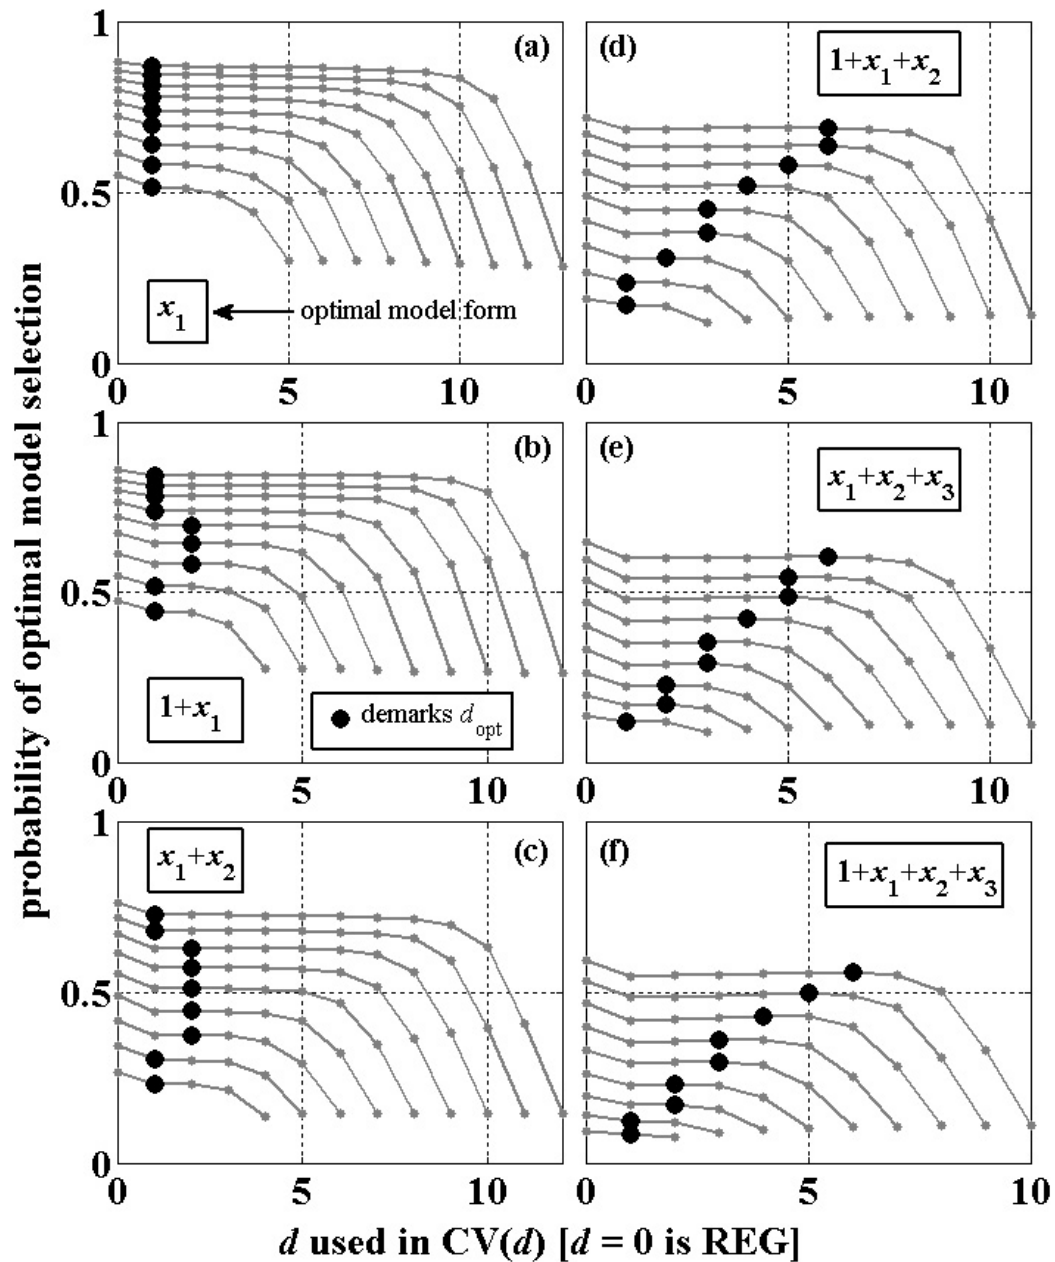 probability of optimal model selection
1
0.5
0
(a)
x1
optimal model form
0 5 10
(d)
1+x1+x2
0 5 10
1
0.5
0
(b)
1+x1
demarks dopt
0 5 10
(e)
x1+x2+x3
0 5 10
1
0.5
0
x1+x2
(c)
0 5 10
(f)
1+x1+x2+x3
0 5 10
d used in CV(d) [d = 0 is REG]